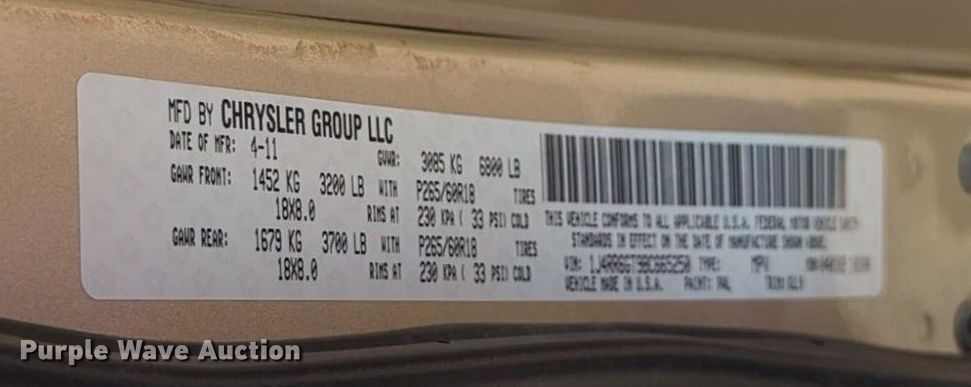 MFD BY CHRYSLER GROUP LLC
DATE OF MFR: 4-11 GVWR: 3085 KG 6800 LB
GAWR FRONT: 1452 KG 3200 LB WITH P265/60R18 TIRES
18X8.0 RIMS AT 230 KPA ( 33 PSI) COLD
GAWR REAR: 1679 KG 3700 LB WITH P265/60R18 TIRES
18X8.0 RIMS AT 230 KPA ( 33 PSI) COLD
THIS VEHICLE CONFORMS TO ALL APPLICABLE U.S.A. FEDERAL MOTOR VEHICLE SAFETY
STANDARDS IN EFFECT ON THE DATE OF MANUFACTURE SHOWN ABOVE.
VIN: TYPE: MPV
VEHICLE MADE IN U.S.A. PAINT: PAL TRIM:
Purple Wave Auction